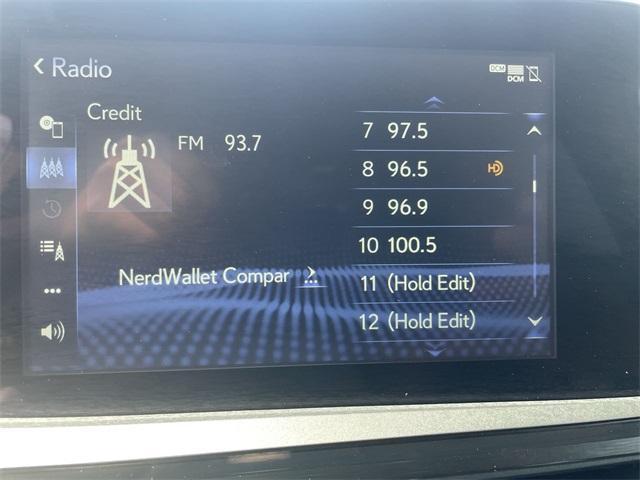 Radio
DCM
DCM
Credit
FM 93.7
7 97.5
8 96.5 HD
9 96.9
10 100.5
NerdWallet Compar
11 (Hold Edit)
12 (Hold Edit)